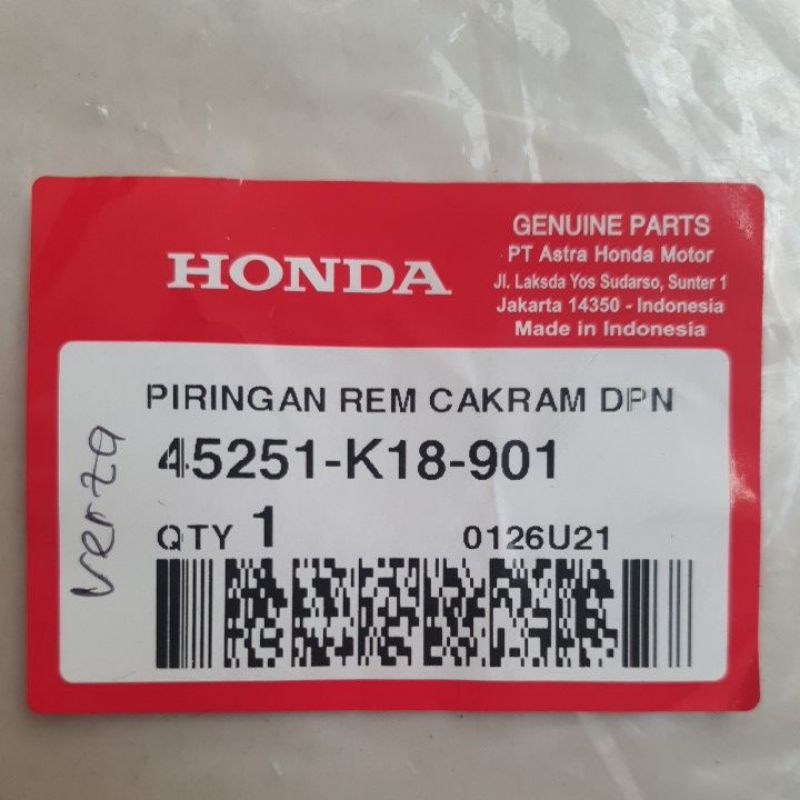 HONDA
GENUINE PARTS
PT Astra Honda Motor
Jl. Laksda Yos Sudarso, Sunter 1
Jakarta 14350 - Indonesia
Made in Indonesia
PIRINGAN REM CAKRAM DPN
45251-K18-901
QTY 1 0126U21
verza